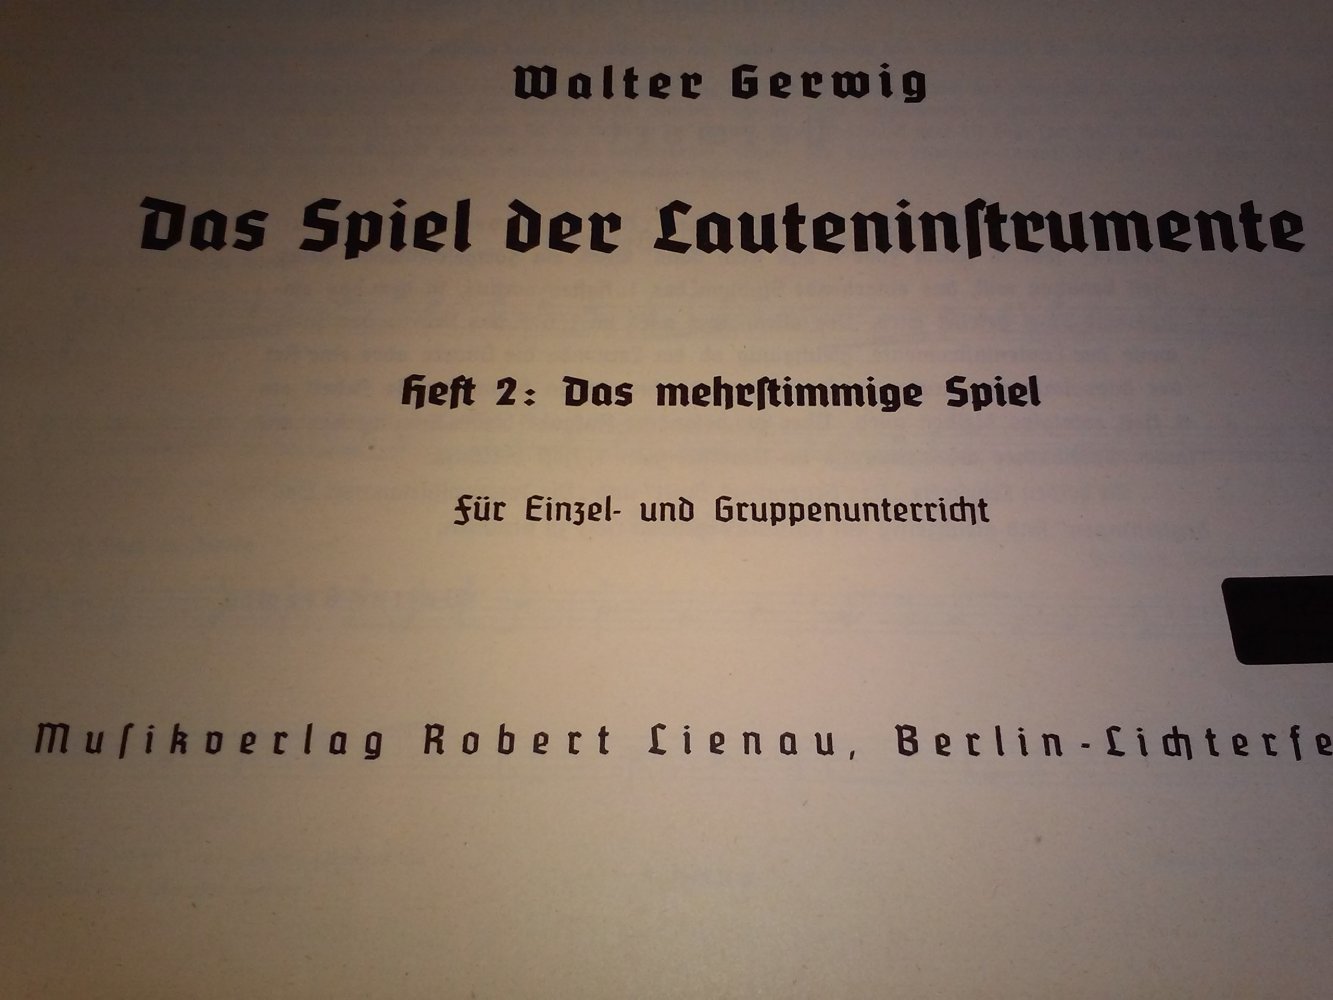 Walter Gerwig
Das Spiel der Lauteninſtrumente
Heft 2: Das mehrſtimmige Spiel
Für Einzel- und Gruppenunterricht
Muſikverlag Robert Lienau, Berlin-Lichterfe